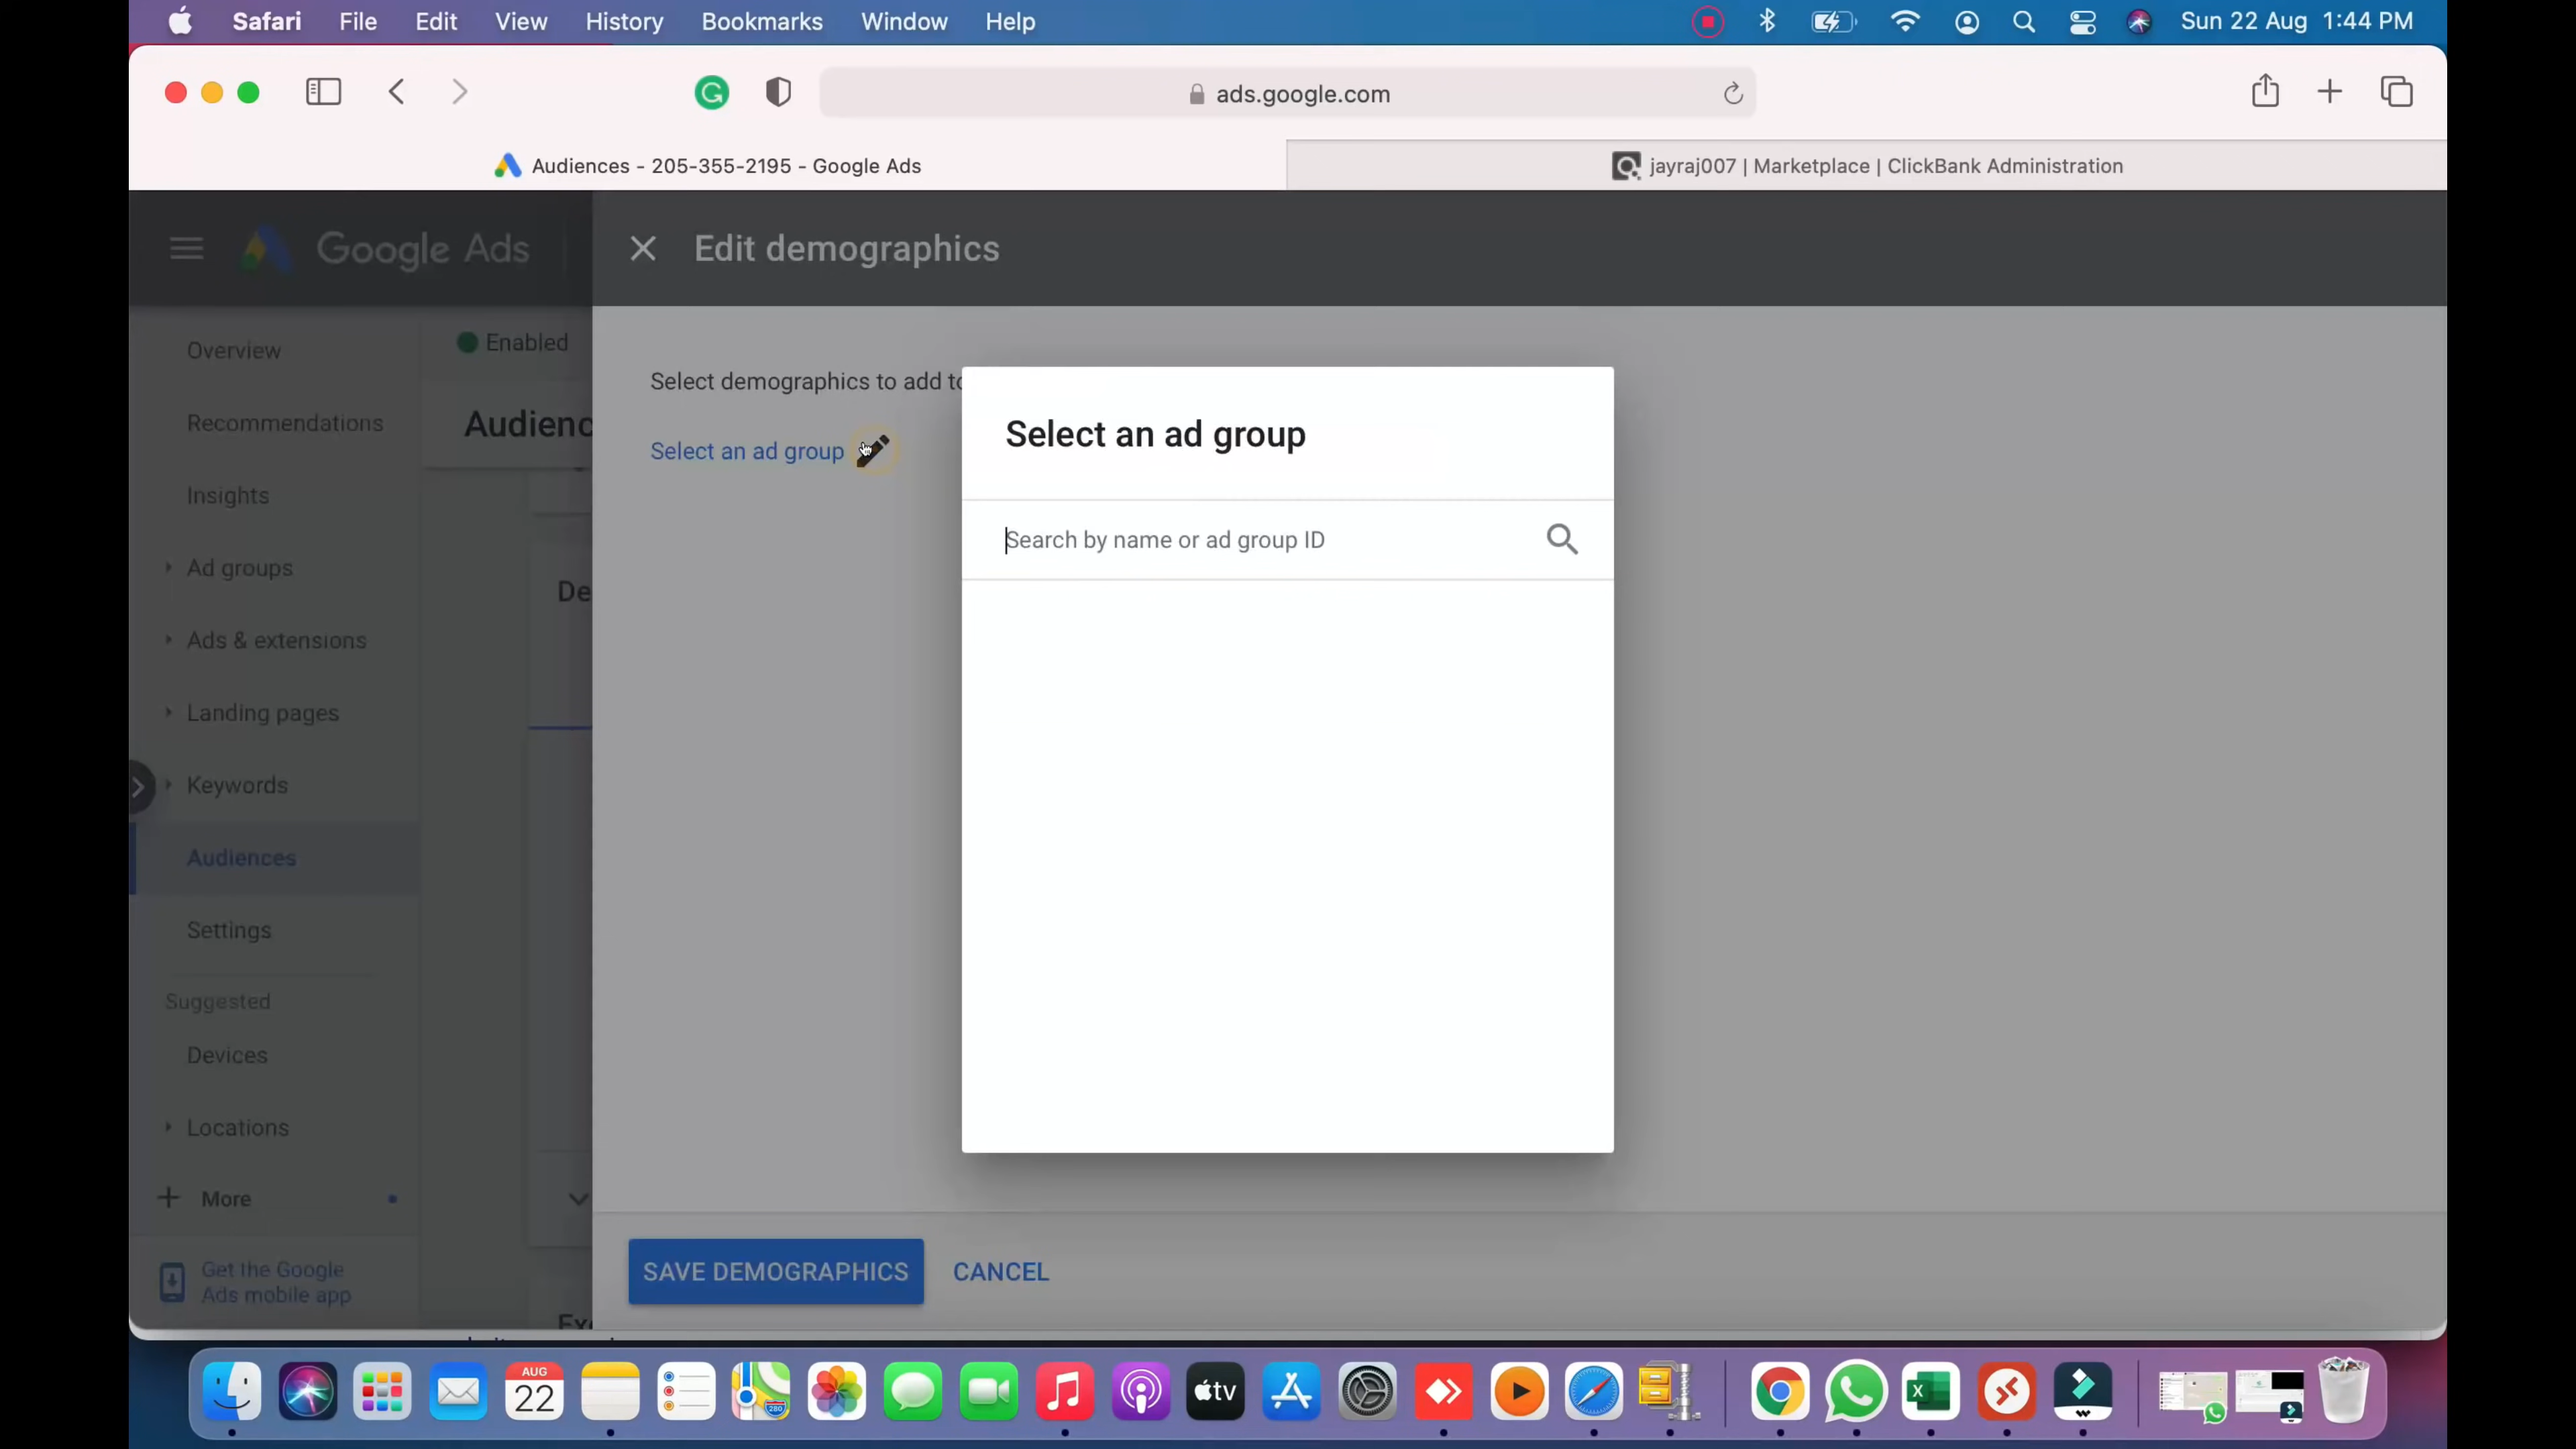 Safari File Edit View History Bookmarks Window Help Sun 22 Aug 1:44 PM
ads.google.com
Audiences - 205-355-2195 - Google Ads
jayraj007 | Marketplace | ClickBank Administration
Google Ads
Edit demographics
Overview
Recommendations
Insights
Ad groups
Ads & extensions
Landing pages
Keywords
Audiences
Settings
Suggested
Devices
Locations
More
Get the Google
Ads mobile app
Enabled
Audienc
De
Select demographics to add to
Select an ad group
Select an ad group
Search by name or ad group ID
SAVE DEMOGRAPHICS CANCEL
AUG
22
tv
280